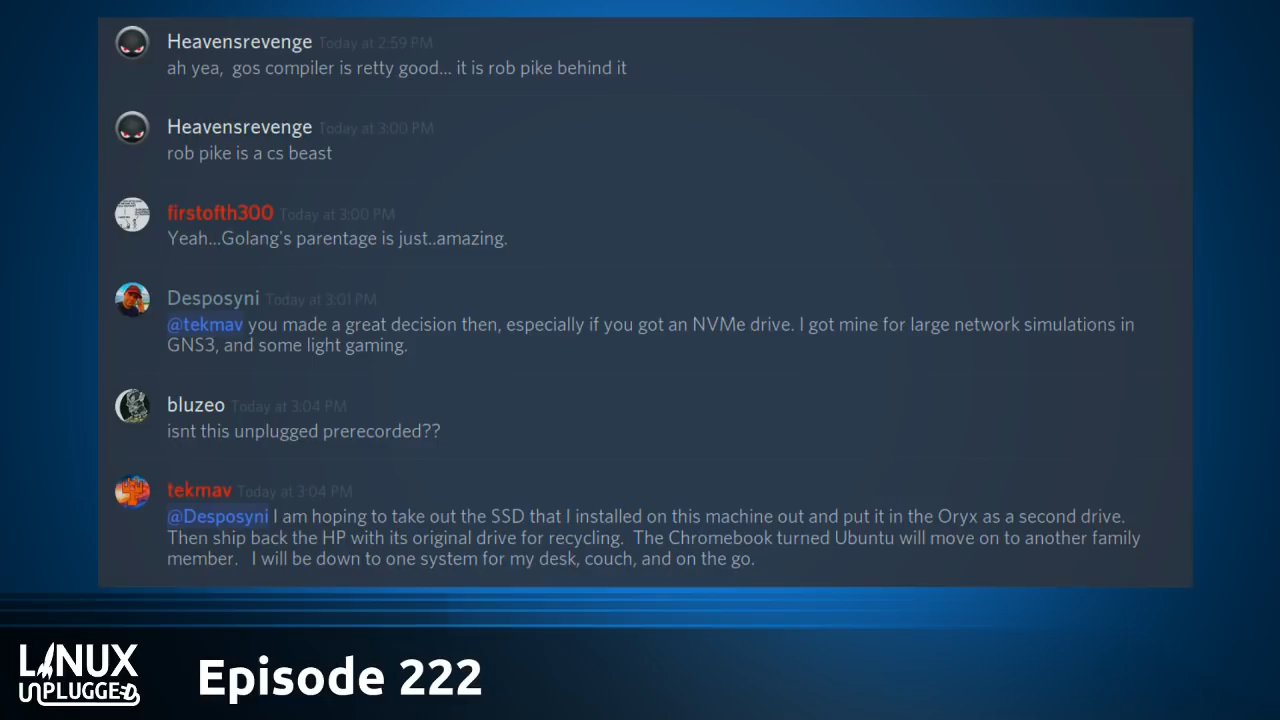 Heavensrevenge Today at 2:59 PM
ah yea, gos compiler is retty good... it is rob pike behind it
Heavensrevenge Today at 3:00 PM
rob pike is a cs beast
firstofth300 Today at 3:00 PM
Yeah...Golang's parentage is just..amazing.
Desposyni Today at 3:01 PM
@tekmav you made a great decision then, especially if you got an NVMe drive. I got mine for large network simulations in
GNS3, and some light gaming.
bluzeo Today at 3:04 PM
isnt this unplugged prerecorded??
tekmav Today at 3:04 PM
@Desposyni I am hoping to take out the SSD that I installed on this machine out and put it in the Oryx as a second drive.
Then ship back the HP with its original drive for recycling. The Chromebook turned Ubuntu will move on to another family
member. I will be down to one system for my desk, couch, and on the go.
LINUX
UNPLUGGED
Episode 222